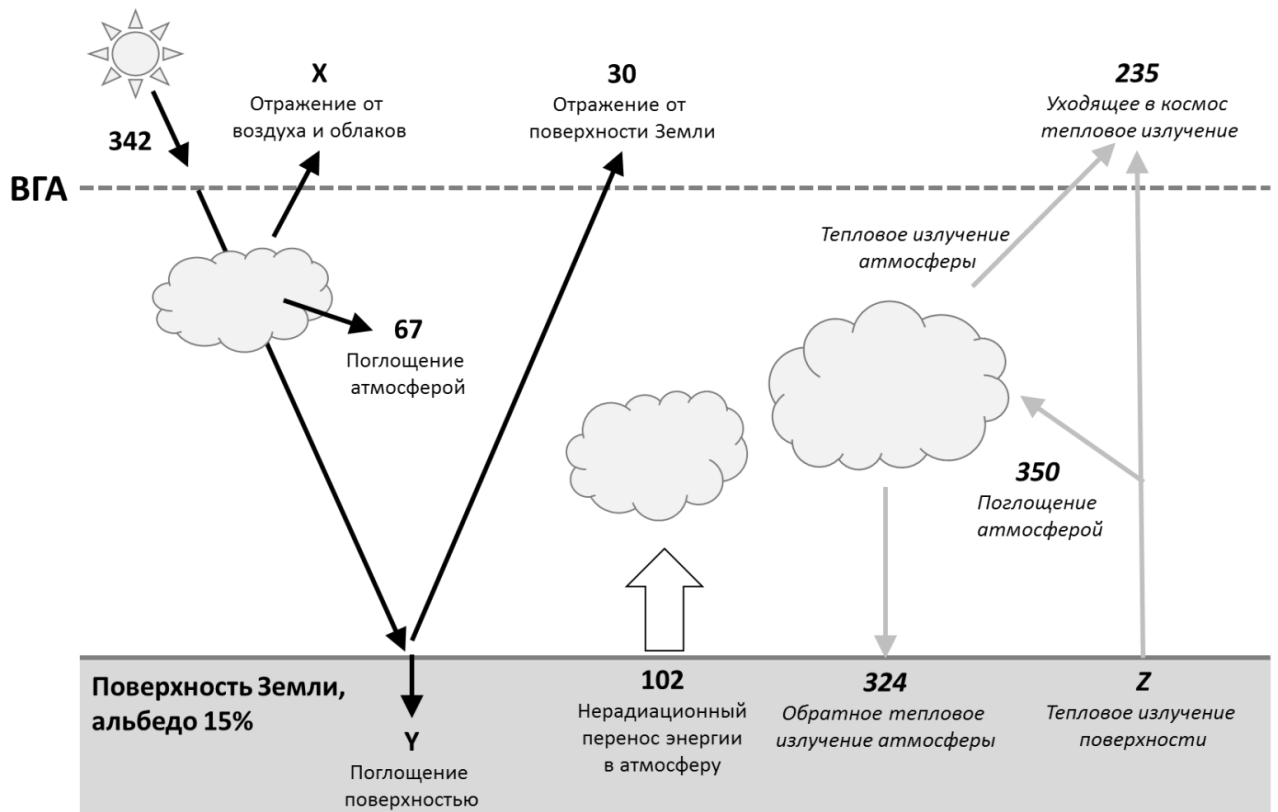 X
Отражение от
воздуха и облаков
30
Отражение от
поверхности Земли
235
Уходящее в космос
тепловое излучение
342
ВГА
Тепловое излучение
атмосферы
67
Поглощение
атмосферой
350
Поглощение
атмосферой
Поверхность Земли,
альбедо 15%
Y
Поглощение
поверхностью
102
Нерадиационный
перенос энергии
в атмосферу
324
Обратное тепловое
излучение атмосферы
Z
Тепловое излучение
поверхности